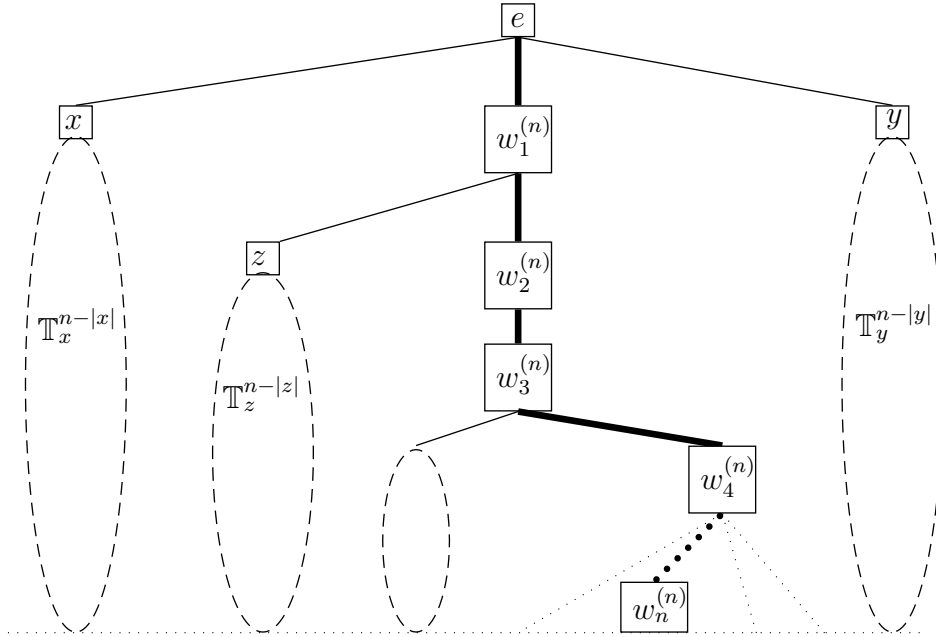 e
x
w_1^{(n)}
y
z
w_2^{(n)}
𝕋_x^{n-|x|}
𝕋_y^{n-|y|}
w_3^{(n)}
𝕋_z^{n-|z|}
w_4^{(n)}
w_n^{(n)}